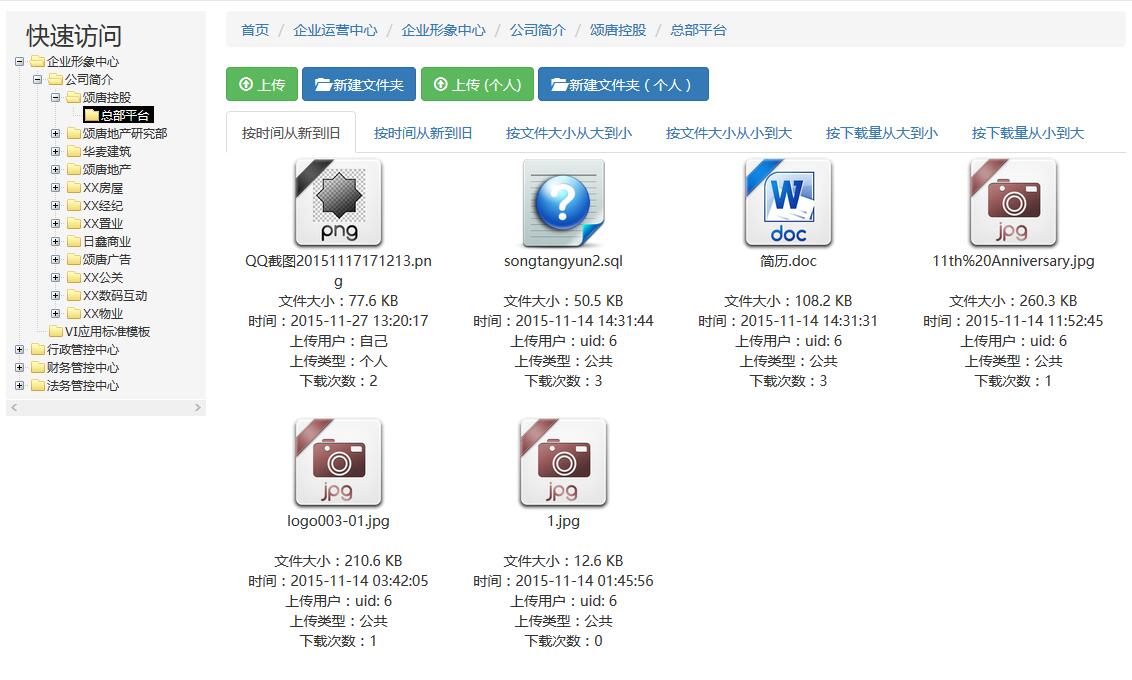 快速访问
企业形象中心
公司简介
颂唐控股
总部平台
颂唐地产研究部
华麦建筑
颂唐地产
XX房屋
XX经纪
XX置业
日鑫商业
颂唐广告
XX公关
XX数码互动
XX物业
VI应用标准模板
行政管控中心
财务管控中心
法务管控中心
首页 / 企业运营中心 / 企业形象中心 / 公司简介 / 颂唐控股 / 总部平台
上传 新建文件夹 上传 (个人) 新建文件夹 ( 个人 )
按时间从新到旧 按时间从新到旧 按文件大小从大到小 按文件大小从小到大 按下载量从大到小 按下载量从小到大
png
QQ截图20151117171213.pn
g
文件大小：77.6 KB
时间：2015-11-27 13:20:17
上传用户：自己
上传类型：个人
下载次数：2
?
songtangyun2.sql
文件大小：50.5 KB
时间：2015-11-14 14:31:44
上传用户：uid: 6
上传类型：公共
下载次数：3
W
doc
简历.doc
文件大小：108.2 KB
时间：2015-11-14 14:31:31
上传用户：uid: 6
上传类型：公共
下载次数：3
jpg
11th%20Anniversary.jpg
文件大小：260.3 KB
时间：2015-11-14 11:52:45
上传用户：uid: 6
上传类型：公共
下载次数：1
jpg
logo003-01.jpg
文件大小：210.6 KB
时间：2015-11-14 03:42:05
上传用户：uid: 6
上传类型：公共
下载次数：1
jpg
1.jpg
文件大小：12.6 KB
时间：2015-11-14 01:45:56
上传用户：uid: 6
上传类型：公共
下载次数：0